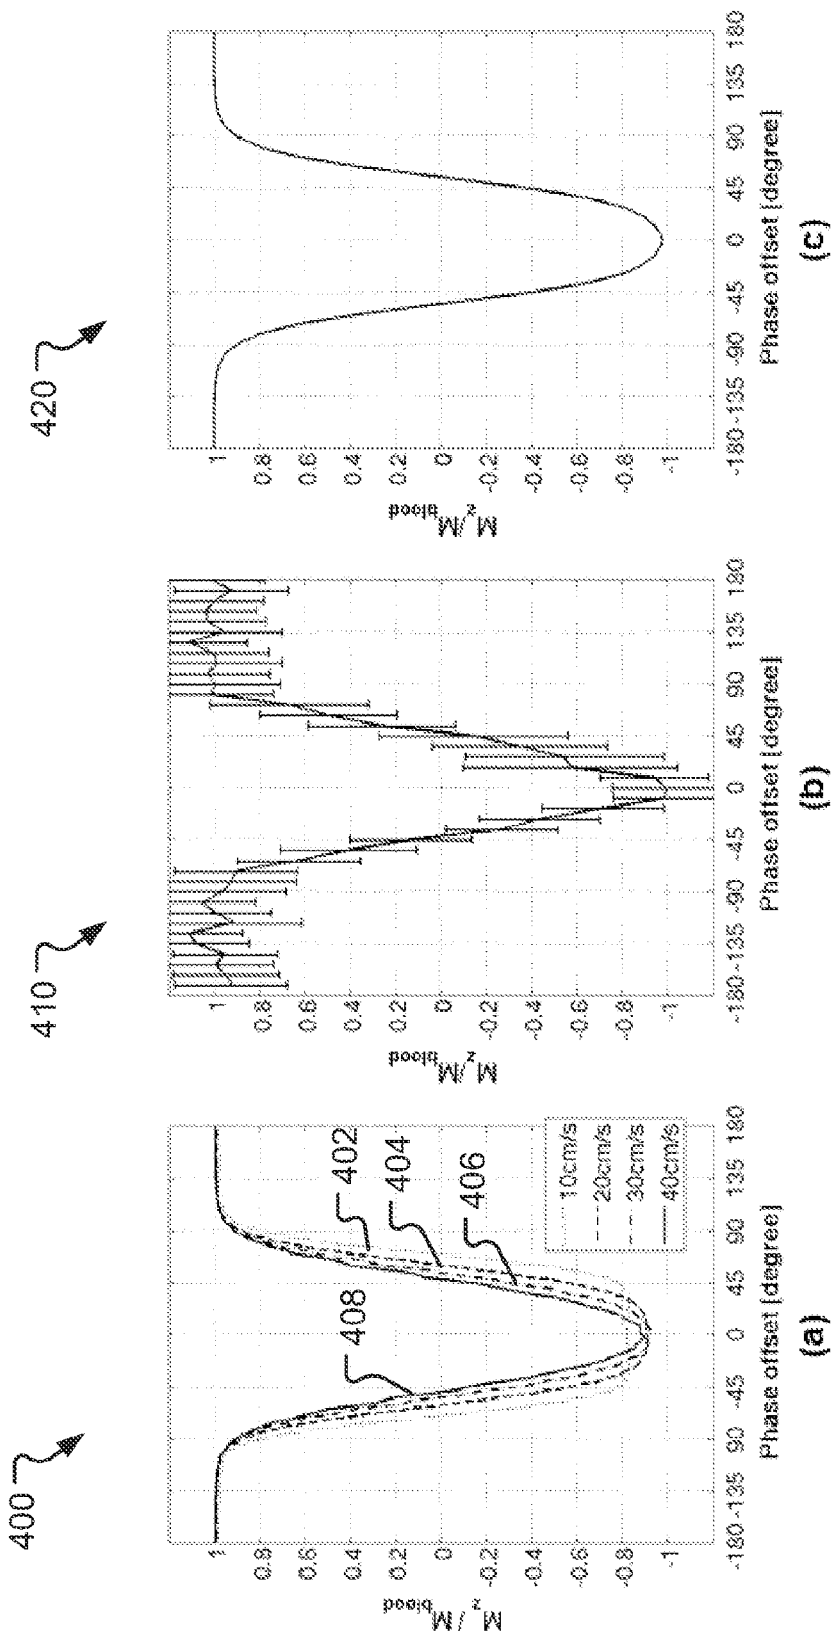 400
M_z / M_blood
1
0.8
0.6
0.4
0.2
0
-0.2
-0.4
-0.6
-0.8
-1
-180 -135 -90 -45 0 45 90 135 180
Phase offset [degree]
402
404
406
408
10cm/s
20cm/s
30cm/s
40cm/s
(a)
410
M_z/M_blood
1
0.8
0.6
0.4
0.2
0
-0.2
-0.4
-0.6
-0.8
-1
-180 -135 -90 -45 0 45 90 135 180
Phase offset [degree]
(b)
420
M_z/M_blood
1
0.8
0.6
0.4
0.2
0
-0.2
-0.4
-0.6
-0.8
-1
-180 -135 -90 -45 0 45 90 135 180
Phase offset [degree]
(c)